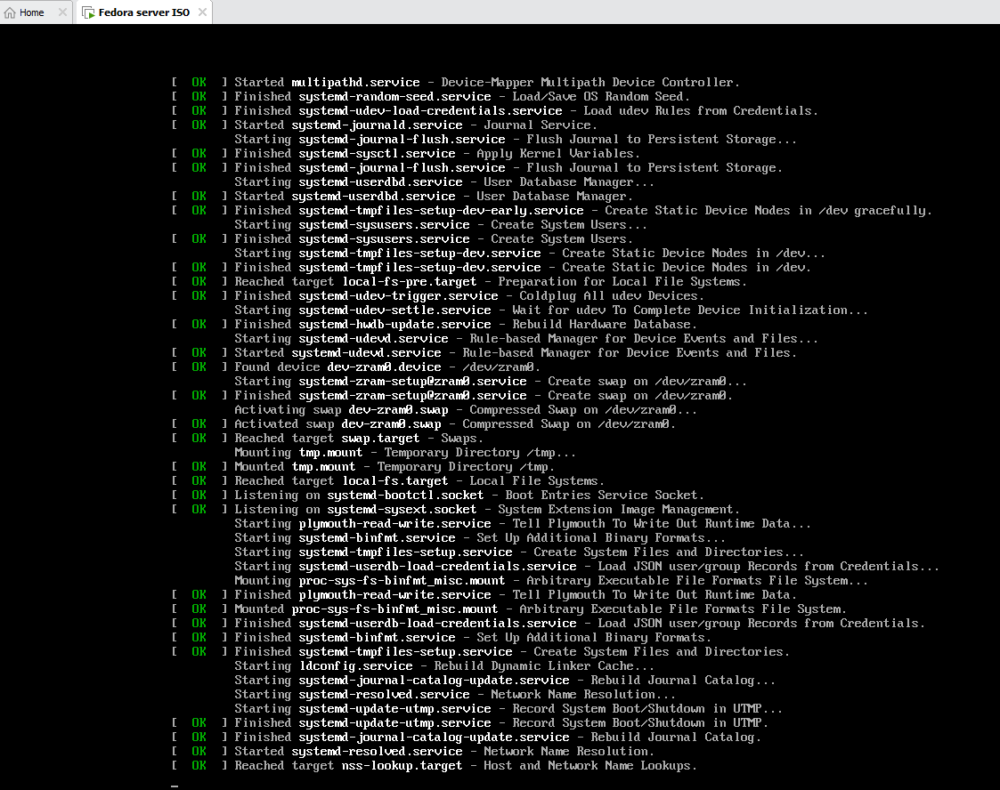 Home
Fedora server ISO
[  OK  ] Started multipathd.service - Device-Mapper Multipath Device Controller.
[  OK  ] Finished systemd-random-seed.service - Load/Save OS Random Seed.
[  OK  ] Finished systemd-udev-load-credentials.service - Load udev Rules from Credentials.
[  OK  ] Started systemd-journald.service - Journal Service.
Starting systemd-journal-flush.service - Flush Journal to Persistent Storage...
[  OK  ] Finished systemd-sysctl.service - Apply Kernel Variables.
[  OK  ] Finished systemd-journal-flush.service - Flush Journal to Persistent Storage.
Starting systemd-userdbd.service - User Database Manager...
[  OK  ] Started systemd-userdbd.service - User Database Manager.
[  OK  ] Finished systemd-tmpfiles-setup-dev-early.service - Create Static Device Nodes in /dev gracefully.
Starting systemd-sysusers.service - Create System Users...
[  OK  ] Finished systemd-sysusers.service - Create System Users.
Starting systemd-tmpfiles-setup-dev.service - Create Static Device Nodes in /dev...
[  OK  ] Finished systemd-tmpfiles-setup-dev.service - Create Static Device Nodes in /dev.
[  OK  ] Reached target local-fs-pre.target - Preparation for Local File Systems.
[  OK  ] Finished systemd-udev-trigger.service - Coldplug All udev Devices.
Starting systemd-udev-settle.service - Wait for udev To Complete Device Initialization...
[  OK  ] Finished systemd-hwdb-update.service - Rebuild Hardware Database.
Starting systemd-udevd.service - Rule-based Manager for Device Events and Files...
[  OK  ] Started systemd-udevd.service - Rule-based Manager for Device Events and Files.
[  OK  ] Found device dev-zram0.device - /dev/zram0.
Starting systemd-zram-setup@zram0.service - Create swap on /dev/zram0...
[  OK  ] Finished systemd-zram-setup@zram0.service - Create swap on /dev/zram0.
Activating swap dev-zram0.swap - Compressed Swap on /dev/zram0...
[  OK  ] Activated swap dev-zram0.swap - Compressed Swap on /dev/zram0.
[  OK  ] Reached target swap.target - Swaps.
Mounting tmp.mount - Temporary Directory /tmp...
[  OK  ] Mounted tmp.mount - Temporary Directory /tmp.
[  OK  ] Reached target local-fs.target - Local File Systems.
[  OK  ] Listening on systemd-bootctl.socket - Boot Entries Service Socket.
[  OK  ] Listening on systemd-sysext.socket - System Extension Image Management.
Starting plymouth-read-write.service - Tell Plymouth To Write Out Runtime Data...
Starting systemd-binfmt.service - Set Up Additional Binary Formats...
Starting systemd-tmpfiles-setup.service - Create System Files and Directories...
Starting systemd-userdb-load-credentials.service - Load JSON user/group Records from Credentials...
Mounting proc-sys-fs-binfmt_misc.mount - Arbitrary Executable File Formats File System...
[  OK  ] Finished plymouth-read-write.service - Tell Plymouth To Write Out Runtime Data.
[  OK  ] Mounted proc-sys-fs-binfmt_misc.mount - Arbitrary Executable File Formats File System.
[  OK  ] Finished systemd-userdb-load-credentials.service - Load JSON user/group Records from Credentials.
[  OK  ] Finished systemd-binfmt.service - Set Up Additional Binary Formats.
[  OK  ] Finished systemd-tmpfiles-setup.service - Create System Files and Directories.
Starting ldconfig.service - Rebuild Dynamic Linker Cache...
Starting systemd-journal-catalog-update.service - Rebuild Journal Catalog...
Starting systemd-resolved.service - Network Name Resolution...
Starting systemd-update-utmp.service - Record System Boot/Shutdown in UTMP...
[  OK  ] Finished systemd-update-utmp.service - Record System Boot/Shutdown in UTMP.
[  OK  ] Finished systemd-journal-catalog-update.service - Rebuild Journal Catalog.
[  OK  ] Started systemd-resolved.service - Network Name Resolution.
[  OK  ] Reached target nss-lookup.target - Host and Network Name Lookups.